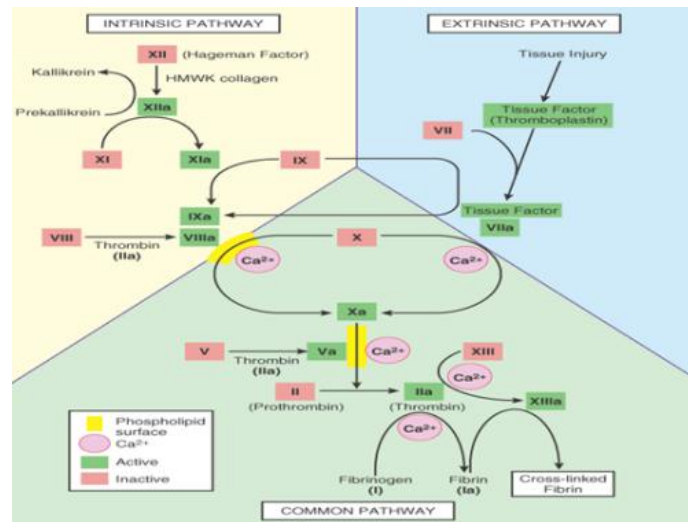 INTRINSIC PATHWAY
XII (Hageman Factor)
HMWK collagen
Kallikrein
Prekallikrein
XIIa
XI
XIa
IX
IXa
VIII
Thrombin
(IIa)
VIIIa
EXTRINSIC PATHWAY
Tissue Injury
Tissue Factor
(Thromboplastin)
VII
Tissue Factor
VIIa
X
Ca²⁺
Ca²⁺
Xa
V
Thrombin
(IIa)
Va
Ca²⁺
XIII
Ca²⁺
XIIIa
II
(Prothrombin)
IIa
(Thrombin)
Ca²⁺
Fibrinogen
(I)
Fibrin
(Ia)
Cross-linked
Fibrin
Phospholipid
surface
Ca²⁺
Active
Inactive
COMMON PATHWAY